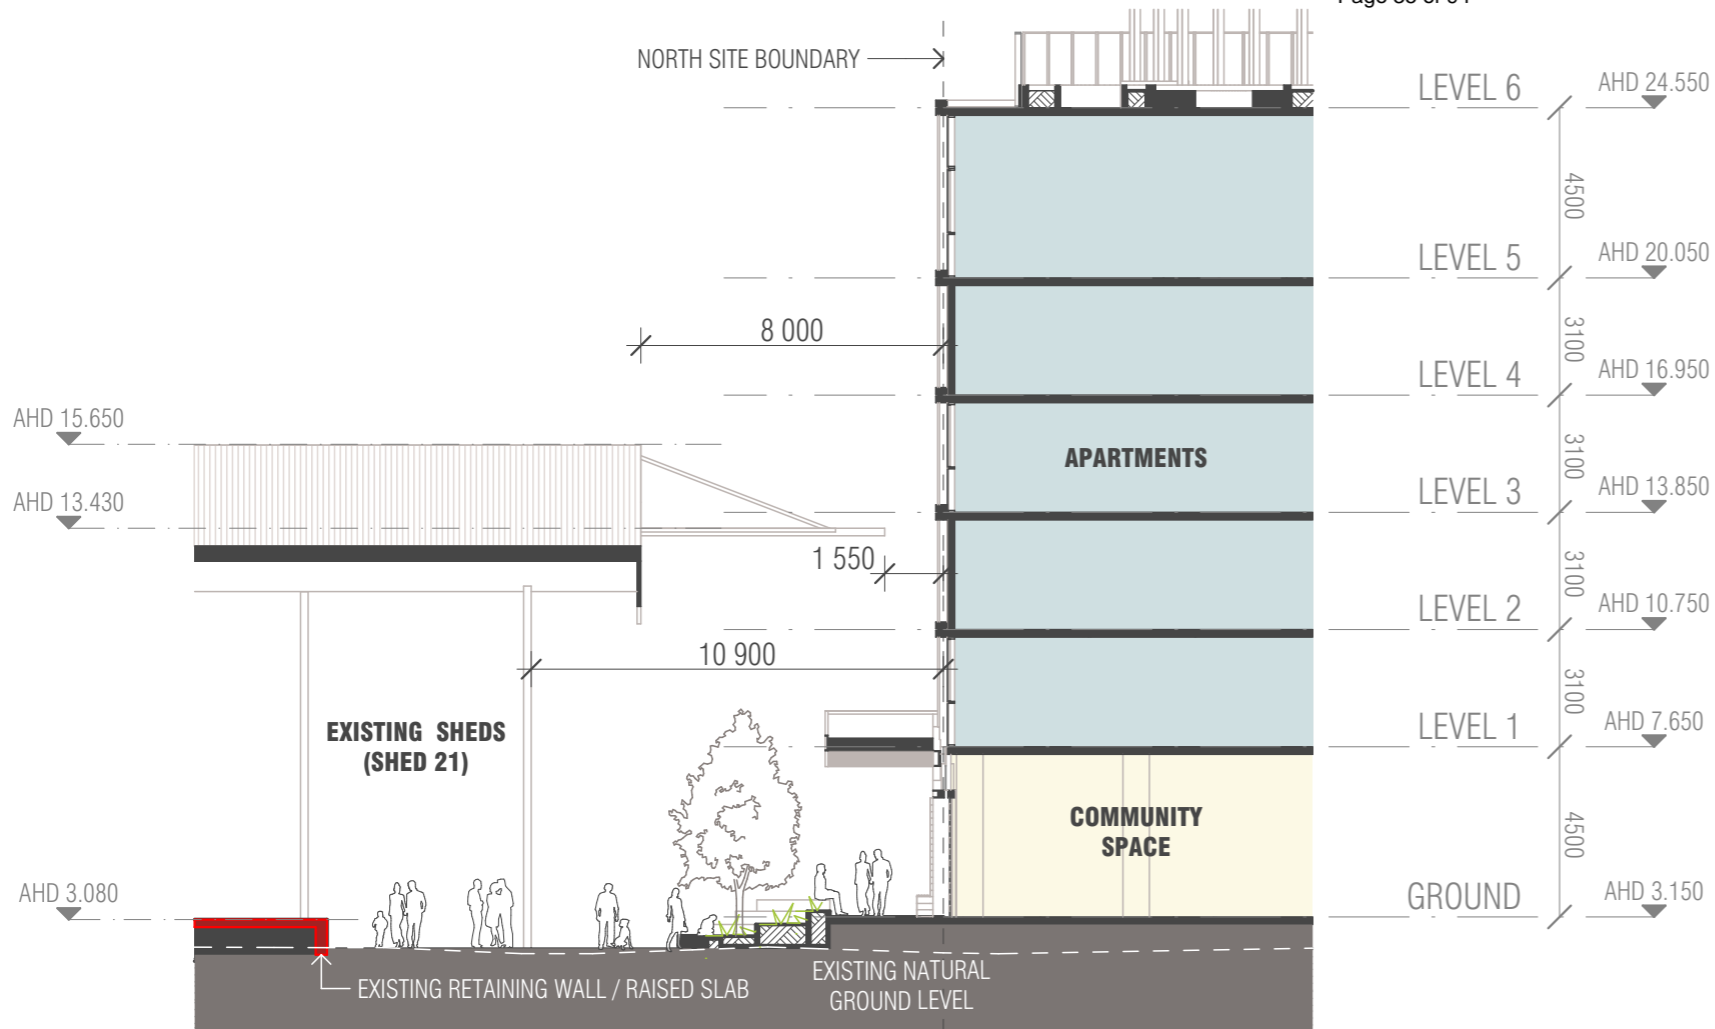 NORTH SITE BOUNDARY
LEVEL 6 AHD 24.550
4500
LEVEL 5 AHD 20.050
8 000
3100
LEVEL 4 AHD 16.950
AHD 15.650
3100
APARTMENTS
AHD 13.430
LEVEL 3 AHD 13.850
1 550
3100
LEVEL 2 AHD 10.750
10 900
3100
EXISTING SHEDS
(SHED 21)
LEVEL 1 AHD 7.650
COMMUNITY
SPACE
4500
AHD 3.080
GROUND AHD 3.150
EXISTING RETAINING WALL / RAISED SLAB
EXISTING NATURAL
GROUND LEVEL